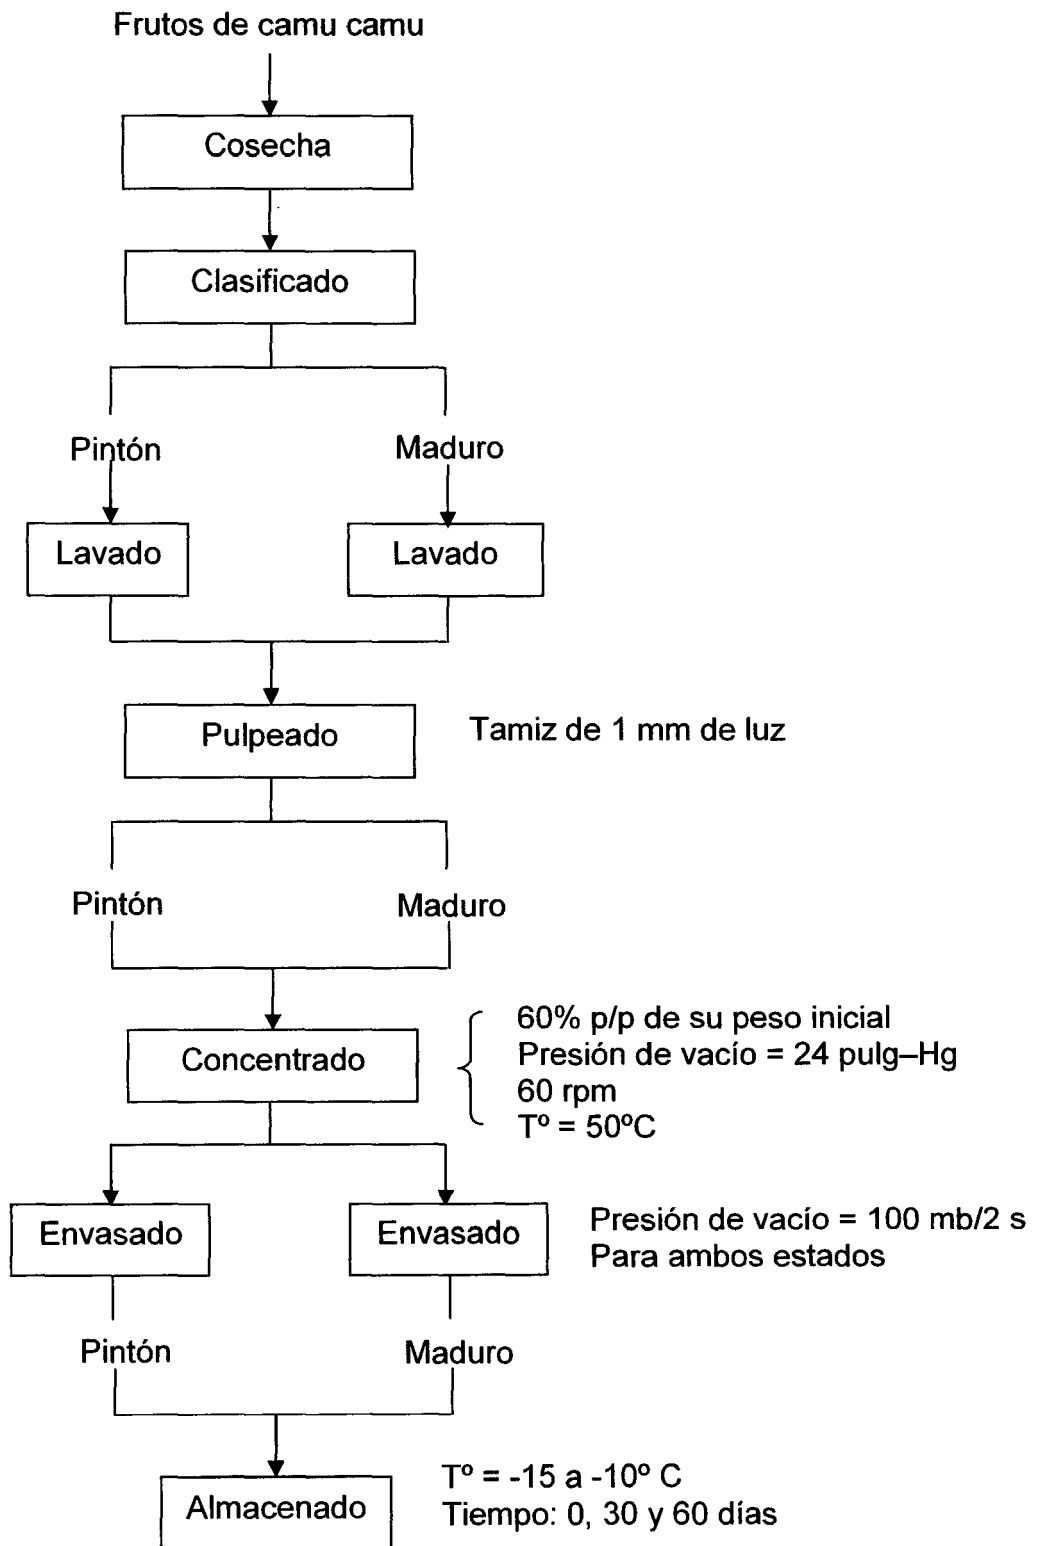 Frutos de camu camu
Cosecha
Clasificado
Pintón
Maduro
Lavado
Lavado
Pulpeado
Tamiz de 1 mm de luz
Pintón
Maduro
Concentrado
60% p/p de su peso inicial
Presión de vacío = 24 pulg–Hg
60 rpm
Tº = 50ºC
Envasado
Envasado
Presión de vacío = 100 mb/2 s
Para ambos estados
Pintón
Maduro
Almacenado
Tº = -15 a -10º C
Tiempo: 0, 30 y 60 días